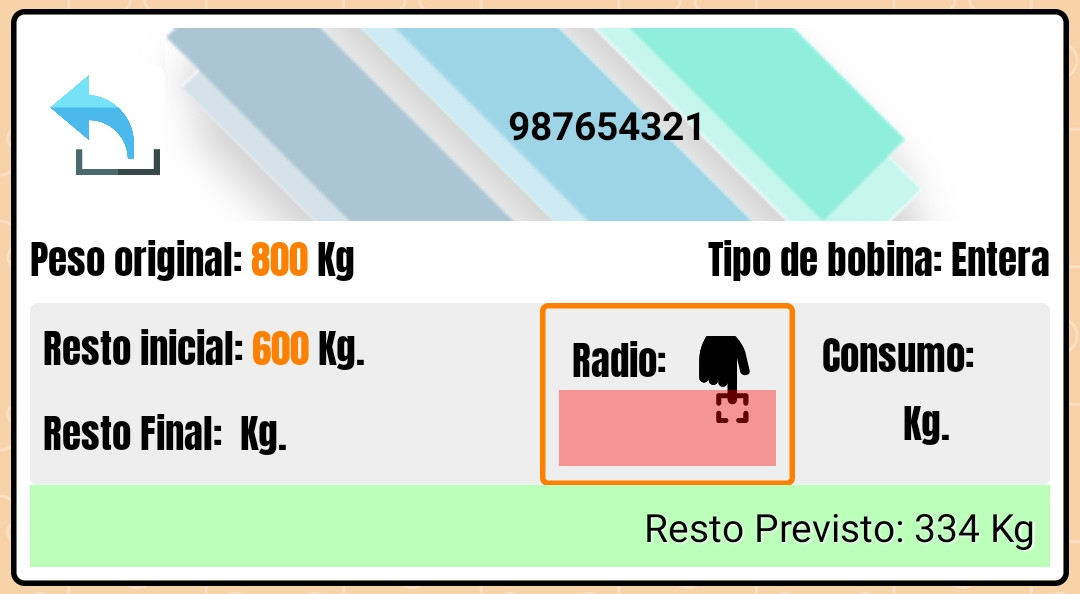 987654321
Peso original: 800 Kg
Tipo de bobina: Entera
Resto inicial: 600 Kg.
Resto Final: Kg.
Radio:
Consumo:
Kg.
Resto Previsto: 334 Kg